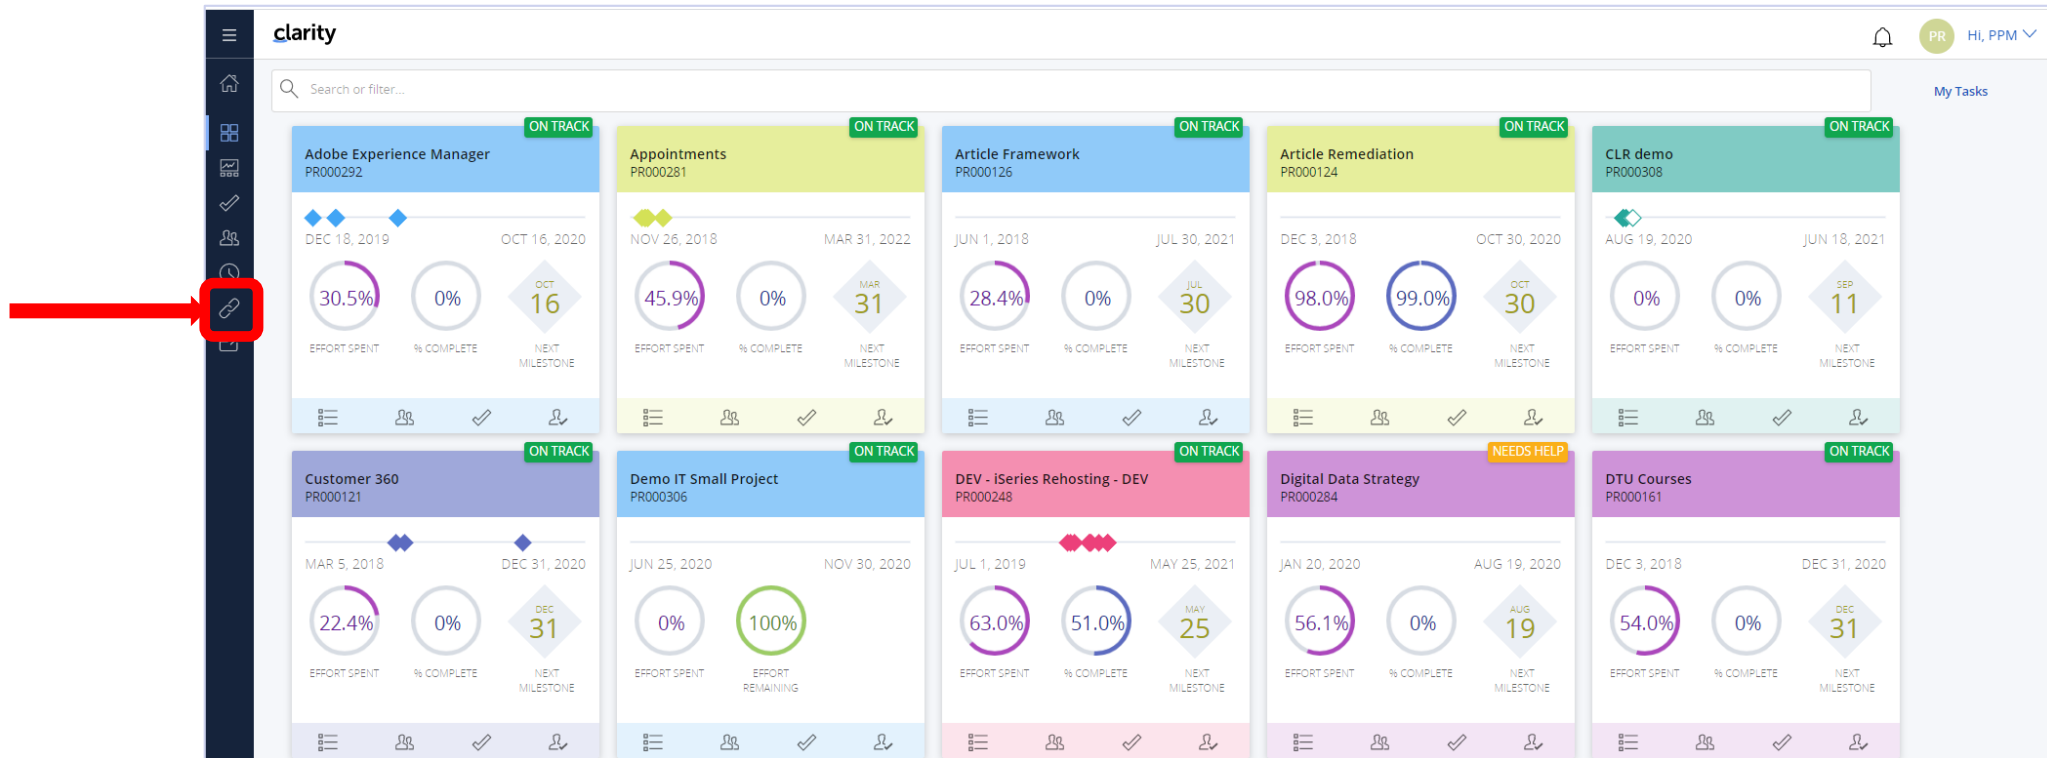 clarity
PR
Hi, PPM
Search or filter...
My Tasks
ON TRACK
Adobe Experience Manager
PR000292
DEC 18, 2019
OCT 16, 2020
30.5%
0%
OCT
16
EFFORT SPENT
% COMPLETE
NEXT
MILESTONE
ON TRACK
Appointments
PR000281
NOV 26, 2018
MAR 31, 2022
45.9%
0%
MAR
31
EFFORT SPENT
% COMPLETE
NEXT
MILESTONE
ON TRACK
Article Framework
PR000126
JUN 1, 2018
JUL 30, 2021
28.4%
0%
JUL
30
EFFORT SPENT
% COMPLETE
NEXT
MILESTONE
ON TRACK
Article Remediation
PR000124
DEC 3, 2018
OCT 30, 2020
98.0%
99.0%
OCT
30
EFFORT SPENT
% COMPLETE
NEXT
MILESTONE
ON TRACK
CLR demo
PR000308
AUG 19, 2020
JUN 18, 2021
0%
0%
SEP
11
EFFORT SPENT
% COMPLETE
NEXT
MILESTONE
ON TRACK
Customer 360
PR000121
MAR 5, 2018
DEC 31, 2020
22.4%
0%
DEC
31
EFFORT SPENT
% COMPLETE
NEXT
MILESTONE
ON TRACK
Demo IT Small Project
PR000306
JUN 25, 2020
NOV 30, 2020
0%
100%
EFFORT SPENT
EFFORT
REMAINING
ON TRACK
DEV - iSeries Rehosting - DEV
PR000248
JUL 1, 2019
MAY 25, 2021
63.0%
51.0%
MAY
25
EFFORT SPENT
% COMPLETE
NEXT
MILESTONE
NEEDS HELP
Digital Data Strategy
PR000284
JAN 20, 2020
AUG 19, 2020
56.1%
0%
AUG
19
EFFORT SPENT
% COMPLETE
NEXT
MILESTONE
ON TRACK
DTU Courses
PR000161
DEC 3, 2018
DEC 31, 2020
54.0%
0%
DEC
31
EFFORT SPENT
% COMPLETE
NEXT
MILESTONE